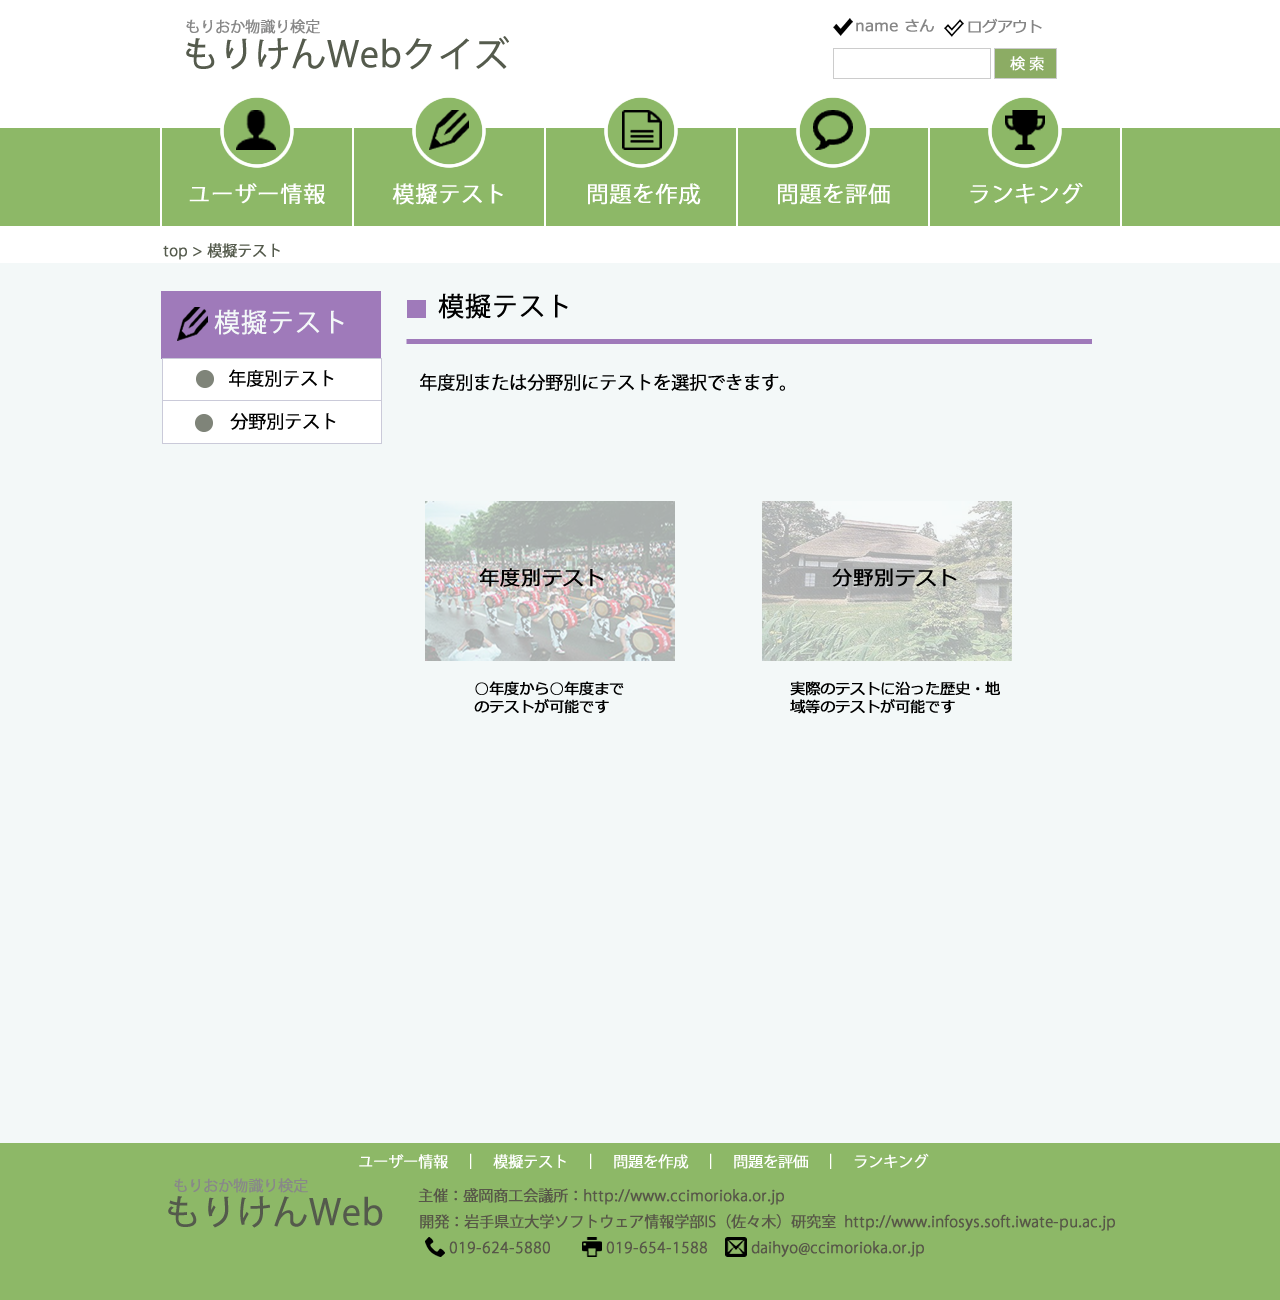 もりおか物識り検定
もりけんWebクイズ
name さん ログアウト
検 索
ユーザー情報
模擬テスト
問題を作成
問題を評価
ランキング
top > 模擬テスト
模擬テスト
年度別テスト
分野別テスト
模擬テスト
年度別または分野別にテストを選択できます。
年度別テスト
分野別テスト
○年度から○年度まで
のテストが可能です
実際のテストに沿った歴史・地
域等のテストが可能です
ユーザー情報 | 模擬テスト | 問題を作成 | 問題を評価 | ランキング
もりおか物識り検定
もりけんWeb
主催：盛岡商工会議所：http://www.ccimorioka.or.jp
開発：岩手県立大学ソフトウェア情報学部IS（佐々木）研究室 http://www.infosys.soft.iwate-pu.ac.jp
019-624-5880 019-654-1588 daihyo@ccimorioka.or.jp